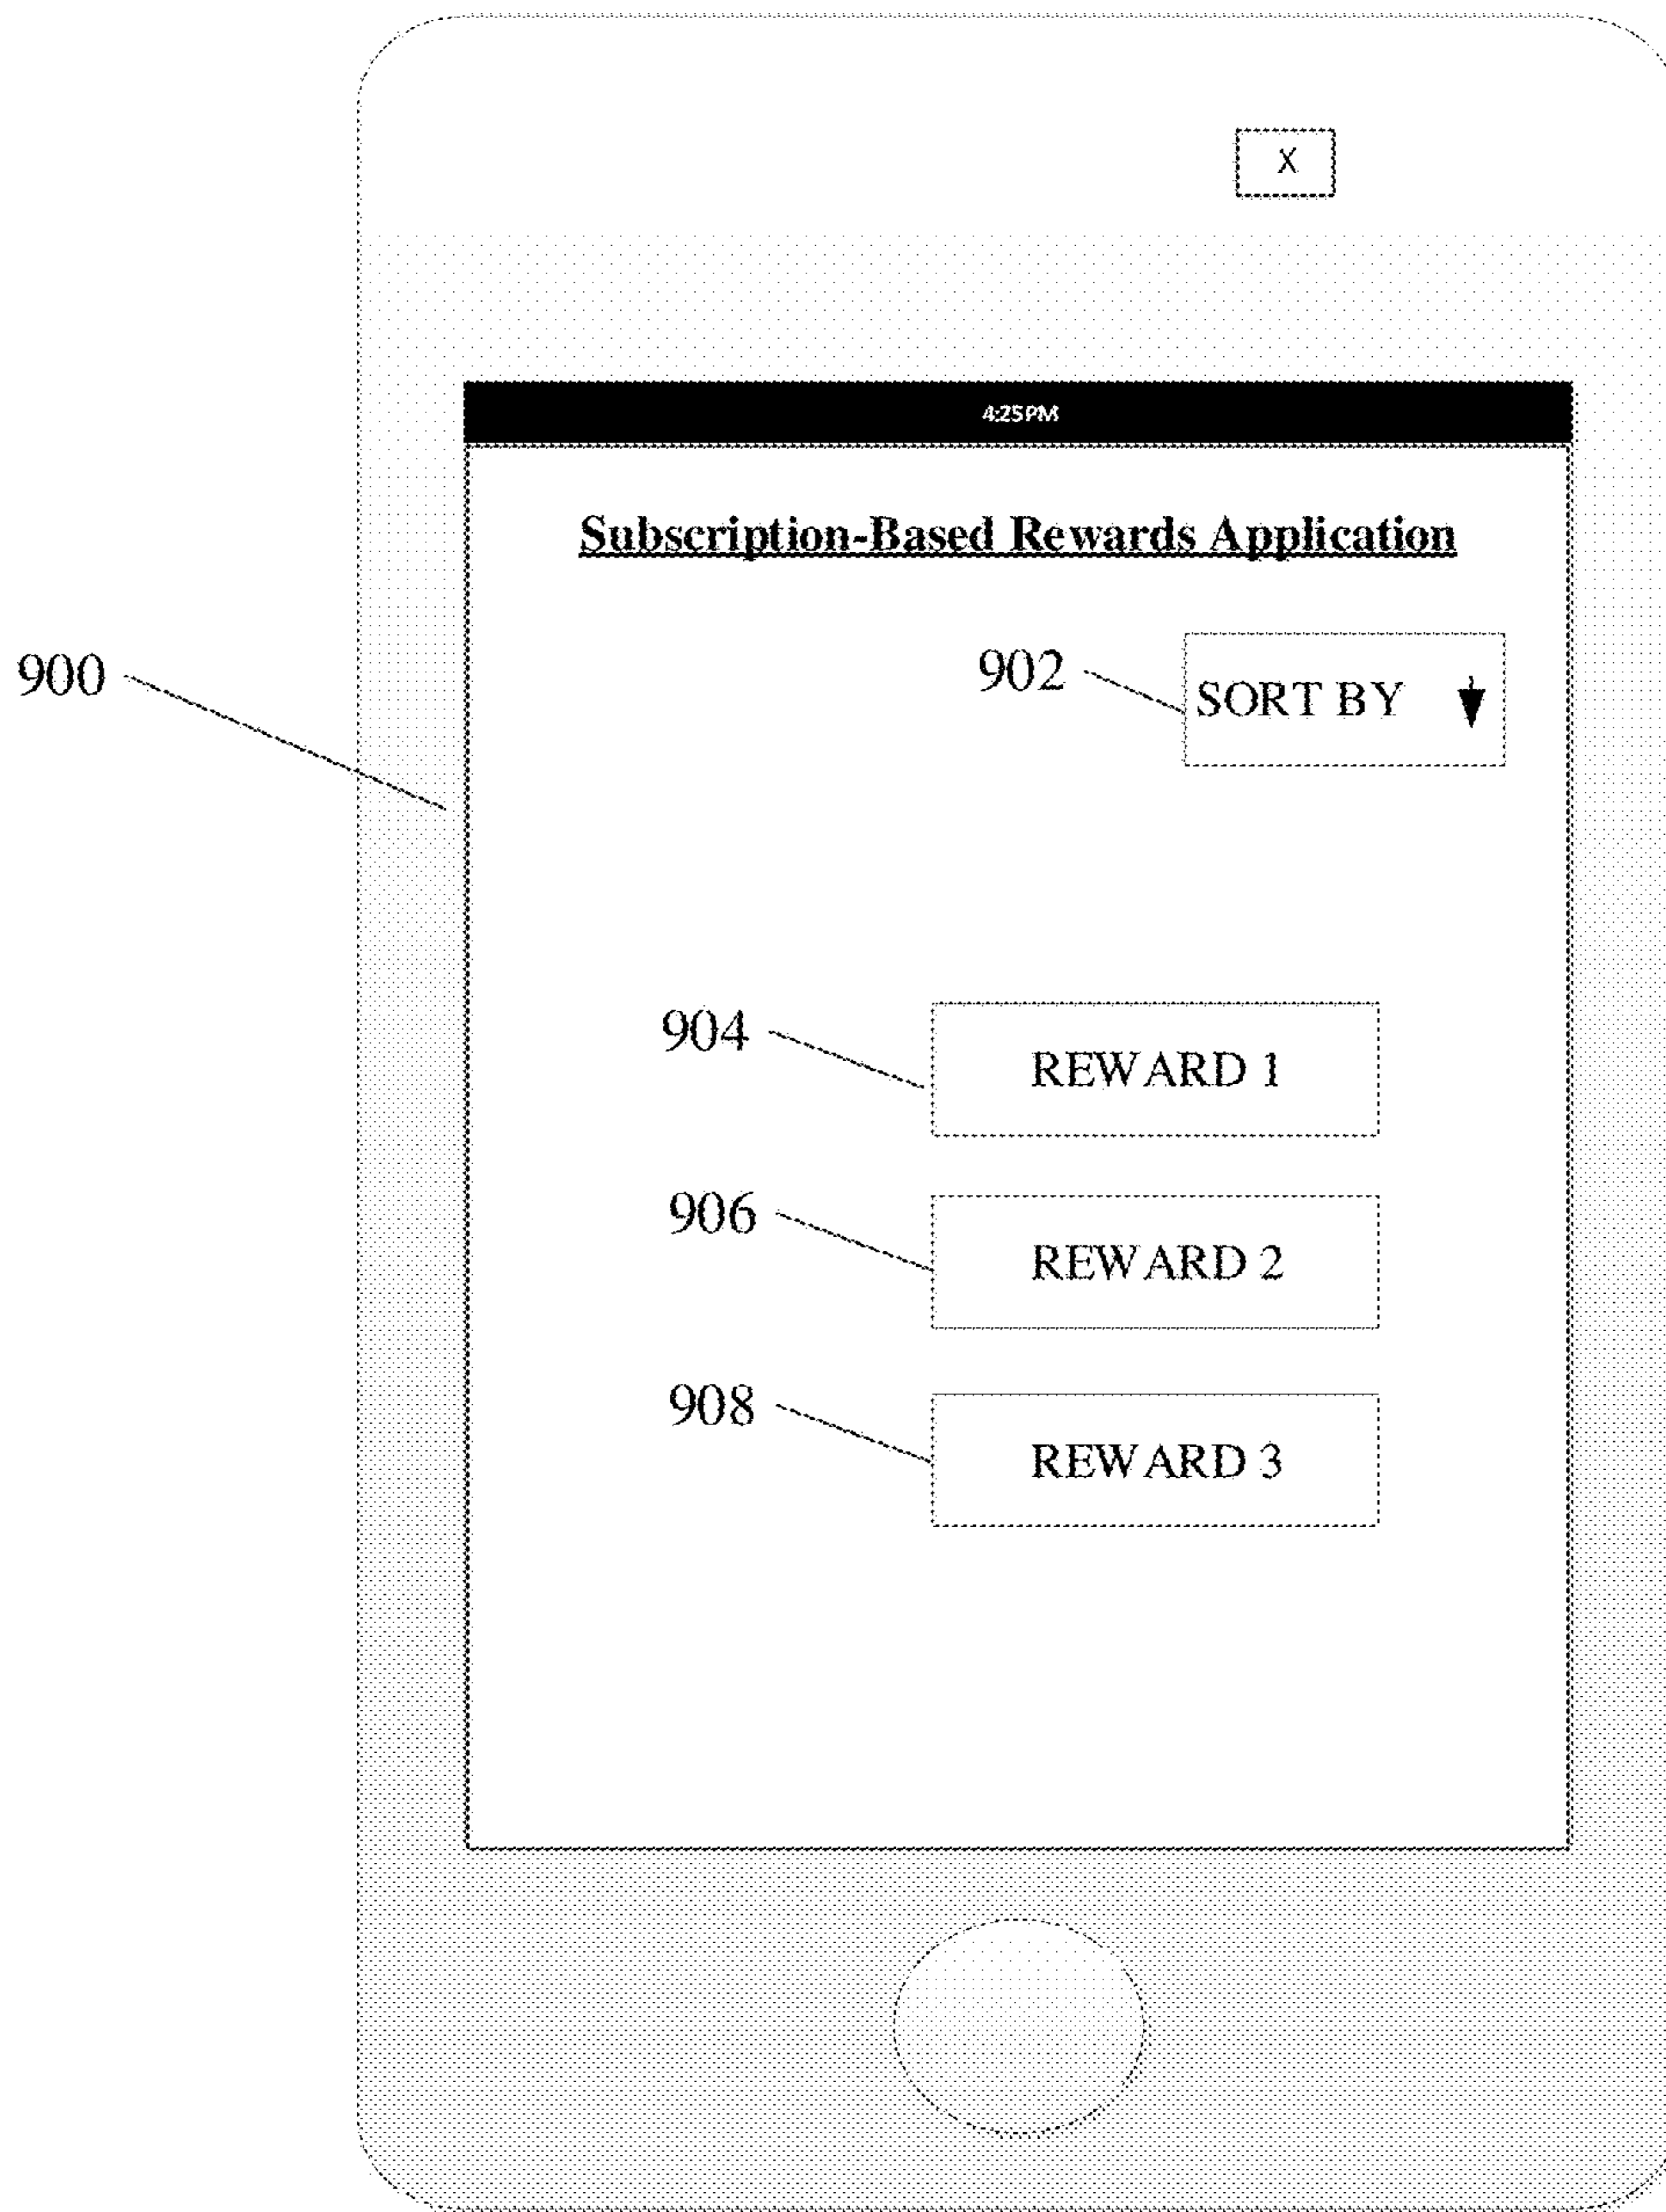 X
4:25PM
Subscription-Based Rewards Application
900
902
SORT BY
904
REWARD 1
906
REWARD 2
908
REWARD 3